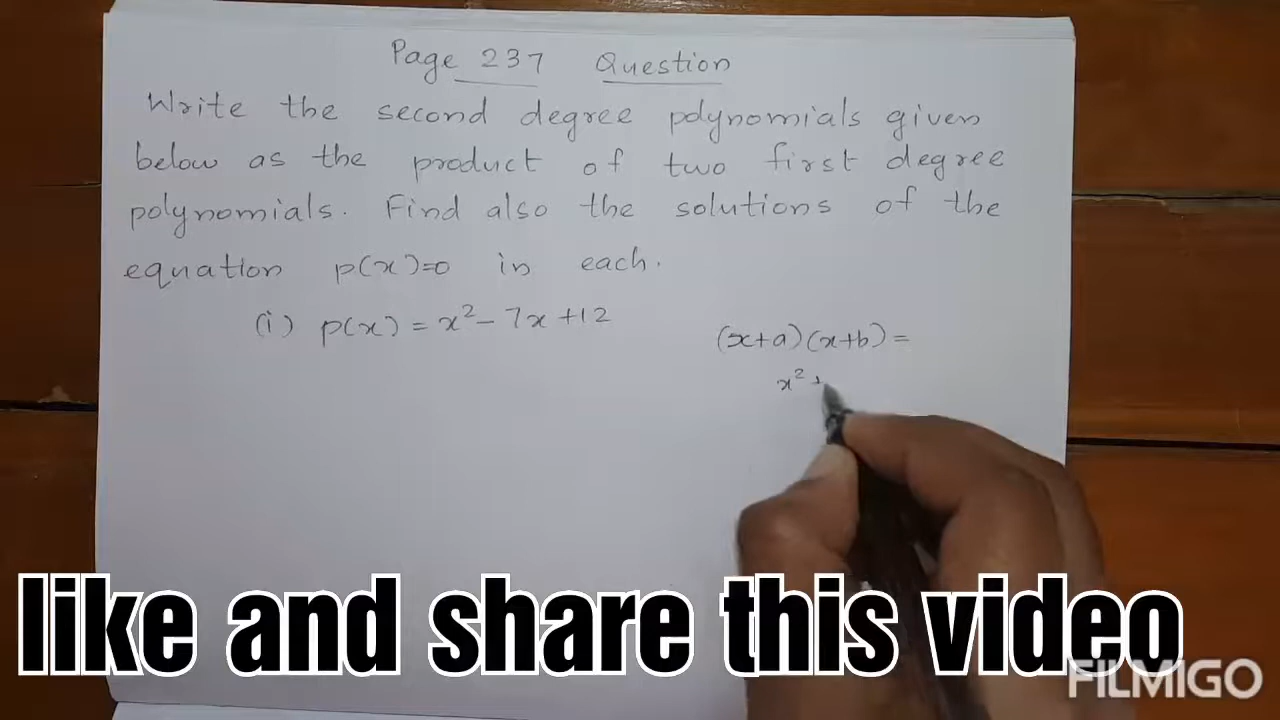 Page 237 Question
Write the second degree polynomials given
below as the product of two first degree
polynomials. Find also the solutions of the
equation p(x)=0 in each.
(i) p(x) = x² - 7x + 12
(x+a)(x+b) =
x² +
like and share this video
FILMIGO